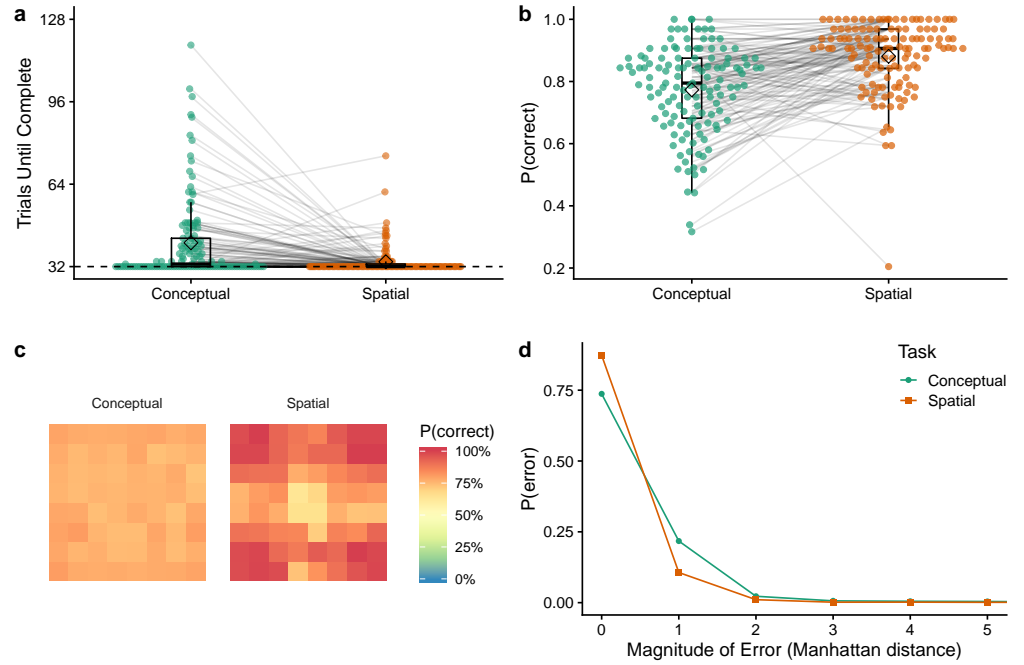 a
128
96
64
32
Trials Until Complete
Conceptual
Spatial
b
1.0
0.8
0.6
0.4
0.2
P(correct)
Conceptual
Spatial
c
Conceptual
Spatial
P(correct)
100%
75%
50%
25%
0%
d
Task
Conceptual
Spatial
0.75
0.50
0.25
0.00
P(error)
0 1 2 3 4 5
Magnitude of Error (Manhattan distance)